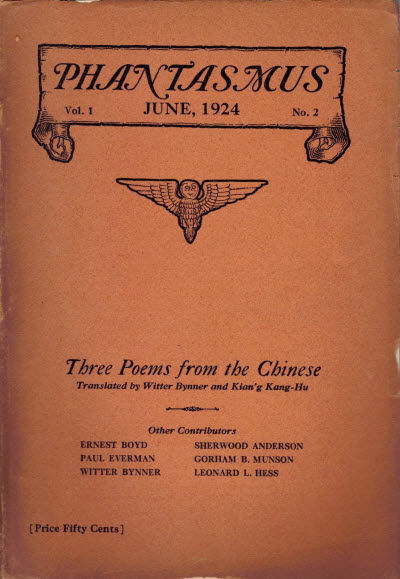 PHANTASMUS
Vol. 1 JUNE, 1924 No. 2
Three Poems from the Chinese
Translated by Witter Bynner and Kian'g Kang-Hu
Other Contributors
ERNEST BOYD SHERWOOD ANDERSON
PAUL EVERMAN GORHAM B. MUNSON
WITTER BYNNER LEONARD L. HESS
[Price Fifty Cents]